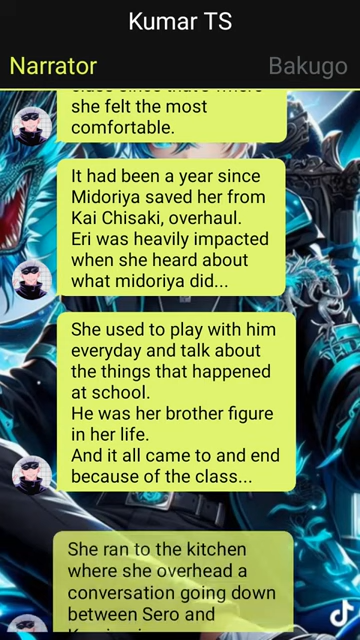 Kumar TS
Narrator
Bakugo
she felt the most
comfortable.
It had been a year since
Midoriya saved her from
Kai Chisaki, overhaul.
Eri was heavily impacted
when she heard about
what midoriya did...
She used to play with him
everyday and talk about
the things that happened
at school.
He was her brother figure
in her life.
And it all came to and end
because of the class...
She ran to the kitchen
where she overhead a
conversation going down
between Sero and